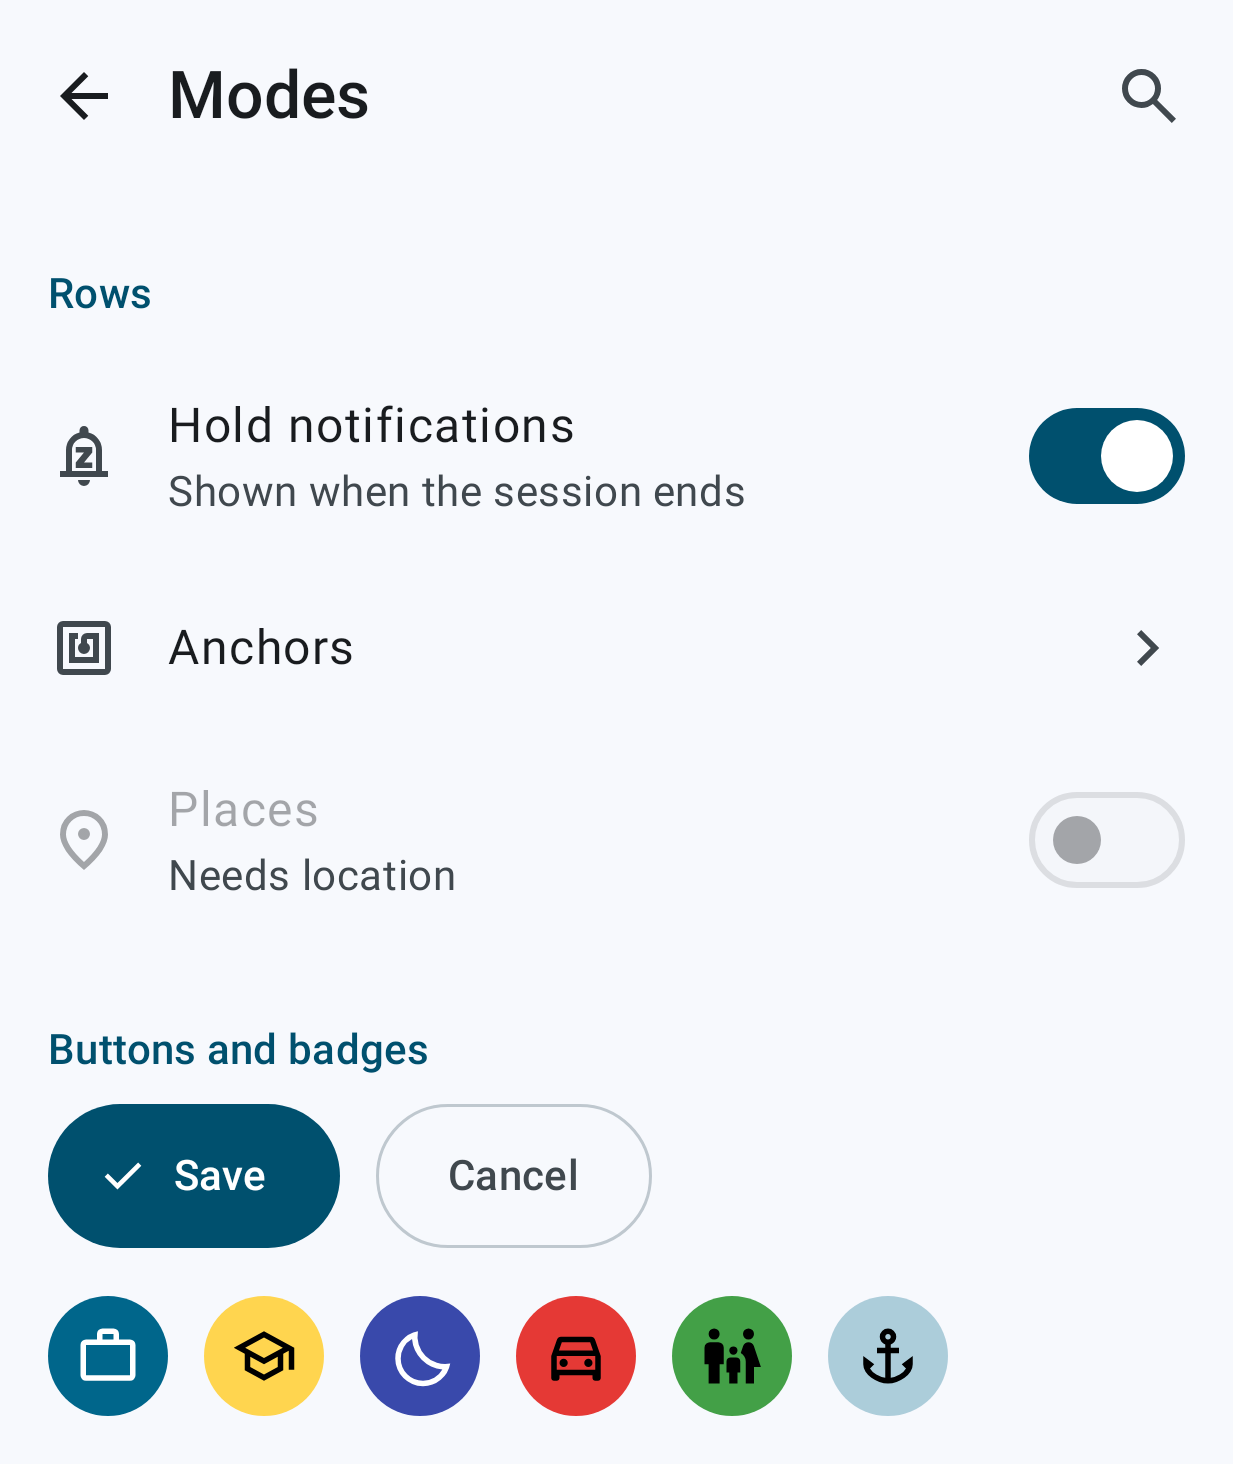 Modes
Rows
Hold notifications
Shown when the session ends
Anchors
Places
Needs location
Buttons and badges
Save
Cancel